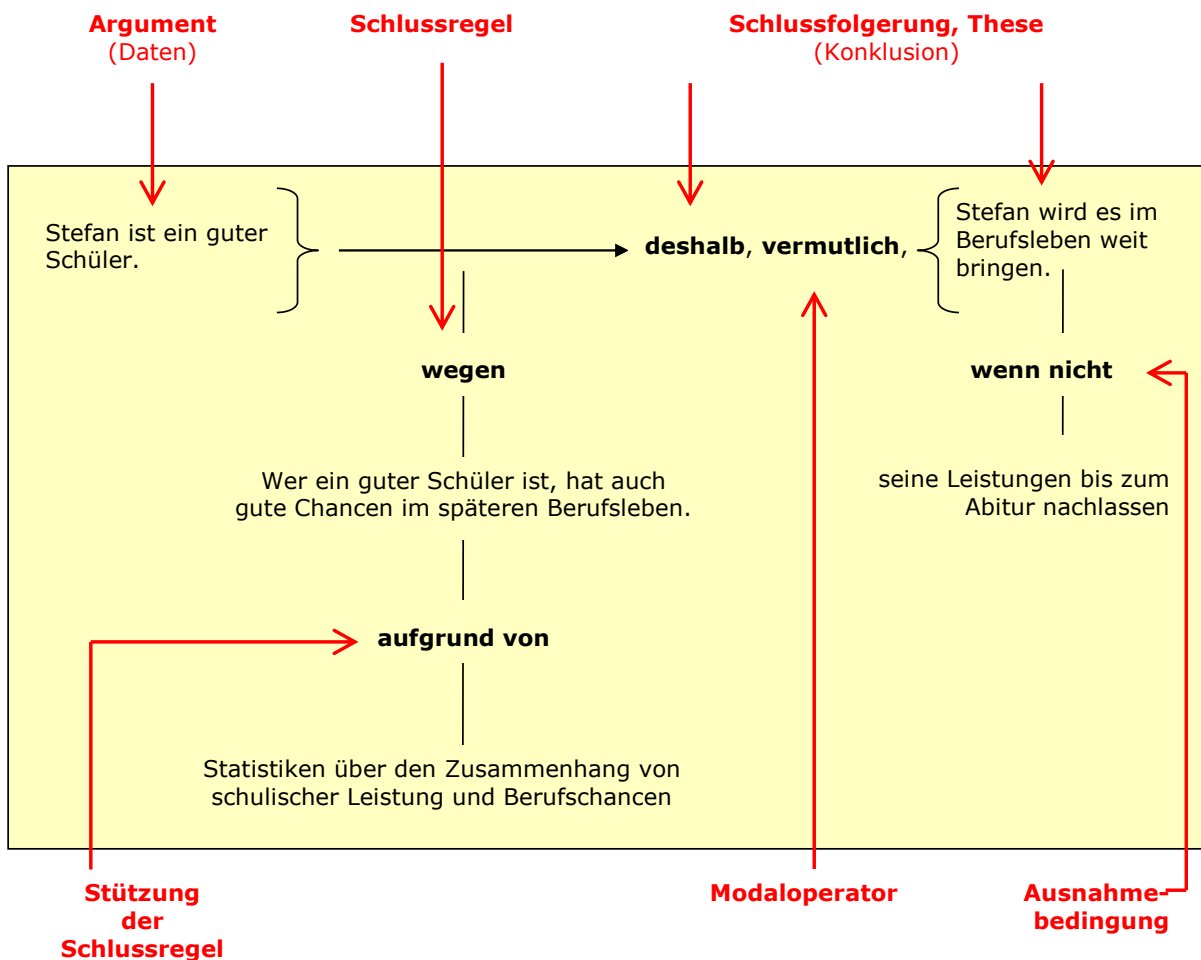 Argument
(Daten)
Schlussregel
Schlussfolgerung, These
(Konklusion)
Stefan ist ein guter
Schüler.
deshalb, vermutlich,
Stefan wird es im
Berufsleben weit
bringen.
wegen
wenn nicht
Wer ein guter Schüler ist, hat auch
gute Chancen im späteren Berufsleben.
seine Leistungen bis zum
Abitur nachlassen
aufgrund von
Statistiken über den Zusammenhang von
schulischer Leistung und Berufschancen
Stützung
der
Schlussregel
Modaloperator
Ausnahme-
bedingung